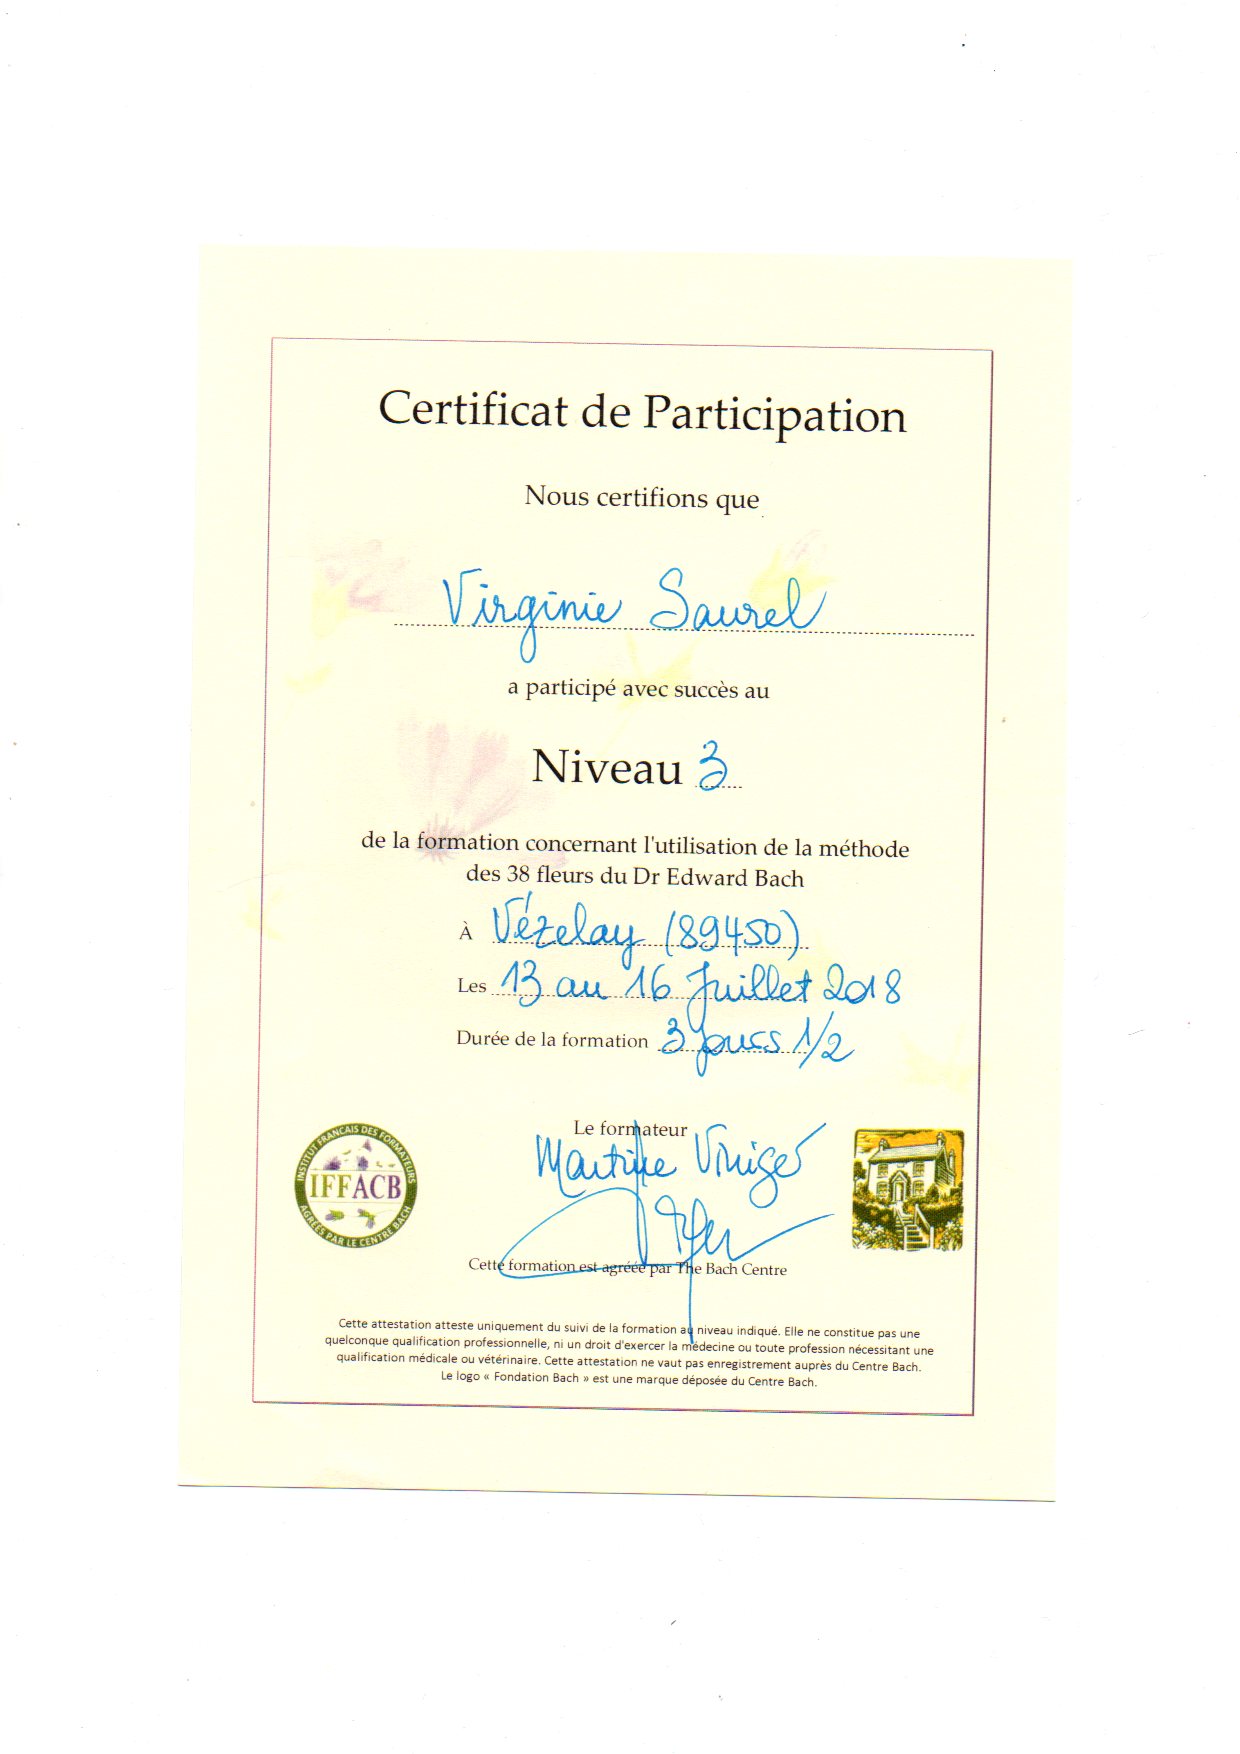 Certificat de Participation
Nous certifions que
Virginie Saurel
a participé avec succès au
Niveau 3
de la formation concernant l'utilisation de la méthode
des 38 fleurs du Dr Edward Bach
À Vézelay (89450)
Les 13 au 16 Juillet 2018
Durée de la formation 3 jours 1/2
Le formateur
Martine Viniger
INSTITUT FRANCAIS DES FORMATEURS
IFFACB
AGRÉÉS PAR LE CENTRE BACH
Cette formation est agréée par The Bach Centre
Cette attestation atteste uniquement du suivi de la formation au niveau indiqué. Elle ne constitue pas une
quelconque qualification professionnelle, ni un droit d'exercer la médecine ou toute profession nécessitant une
qualification médicale ou vétérinaire. Cette attestation ne vaut pas enregistrement auprès du Centre Bach.
Le logo « Fondation Bach » est une marque déposée du Centre Bach.